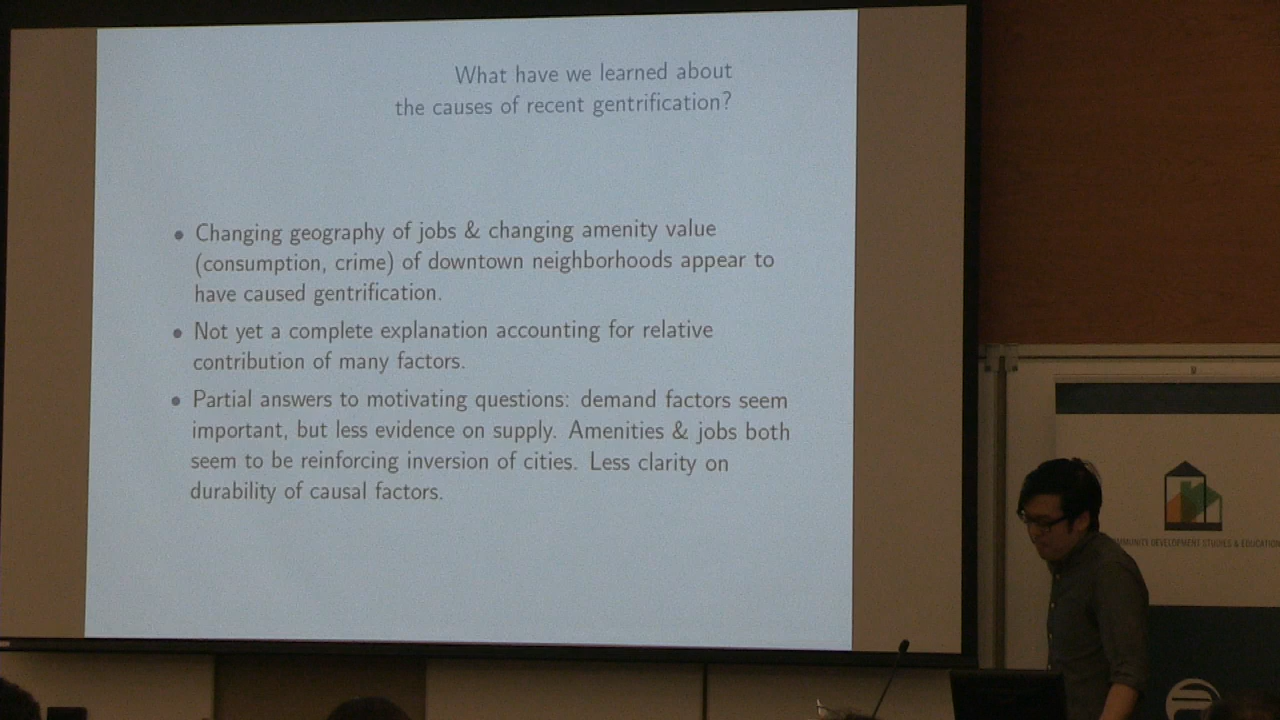 What have we learned about
the causes of recent gentrification?
• Changing geography of jobs & changing amenity value
(consumption, crime) of downtown neighborhoods appear to
have caused gentrification.
• Not yet a complete explanation accounting for relative
contribution of many factors.
• Partial answers to motivating questions: demand factors seem
important, but less evidence on supply. Amenities & jobs both
seem to be reinforcing inversion of cities. Less clarity on
durability of causal factors.
DEVELOPMENT STUDIES & EDUCATION